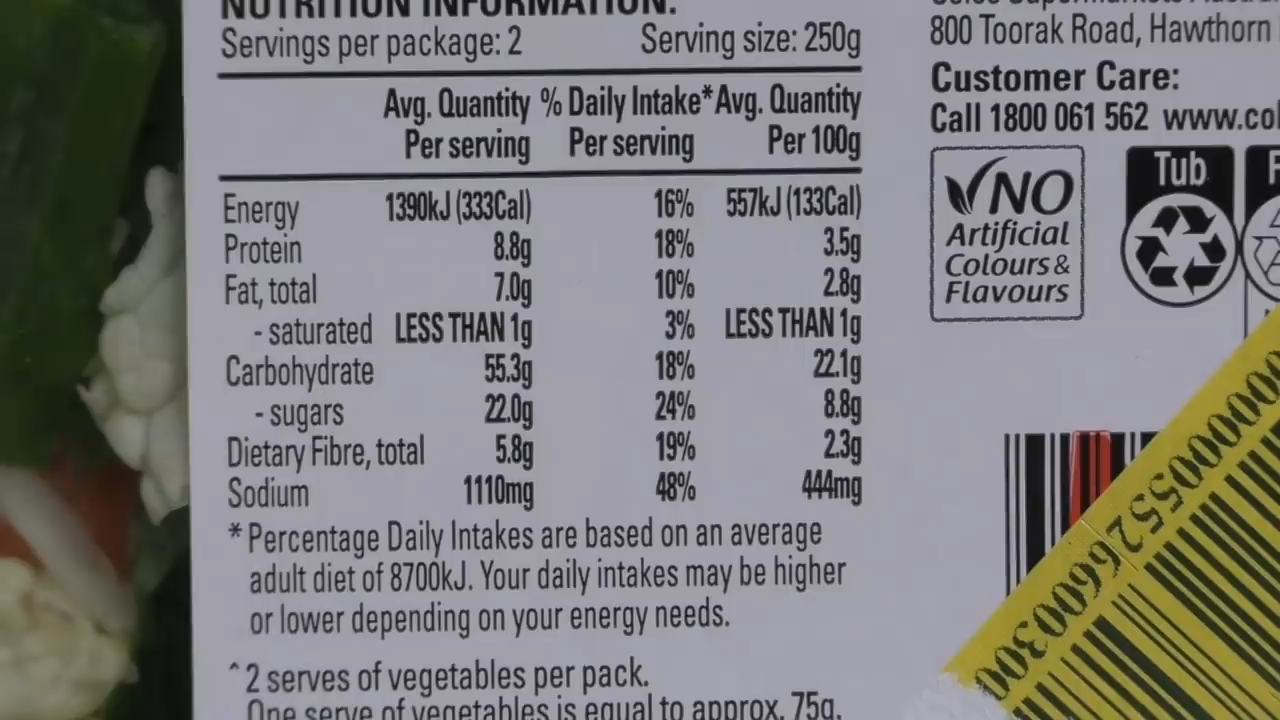 NUTRITION INFORMATION.
Servings per package: 2 Serving size: 250g
Avg. Quantity % Daily Intake* Avg. Quantity
Per serving Per serving Per 100g
Energy 1390kJ (333Cal) 16% 557kJ (133Cal)
Protein 8.8g 18% 3.5g
Fat, total 7.0g 10% 2.8g
- saturated LESS THAN 1g 3% LESS THAN 1g
Carbohydrate 55.3g 18% 22.1g
- sugars 22.0g 24% 8.8g
Dietary Fibre, total 5.8g 19% 2.3g
Sodium 1110mg 48% 444mg
* Percentage Daily Intakes are based on an average
adult diet of 8700kJ. Your daily intakes may be higher
or lower depending on your energy needs.
^ 2 serves of vegetables per pack.
One serve of vegetables is equal to approx. 75g.
800 Toorak Road, Hawthorn
Customer Care:
Call 1800 061 562 www.col
NO
Artificial
Colours &
Flavours
Tub